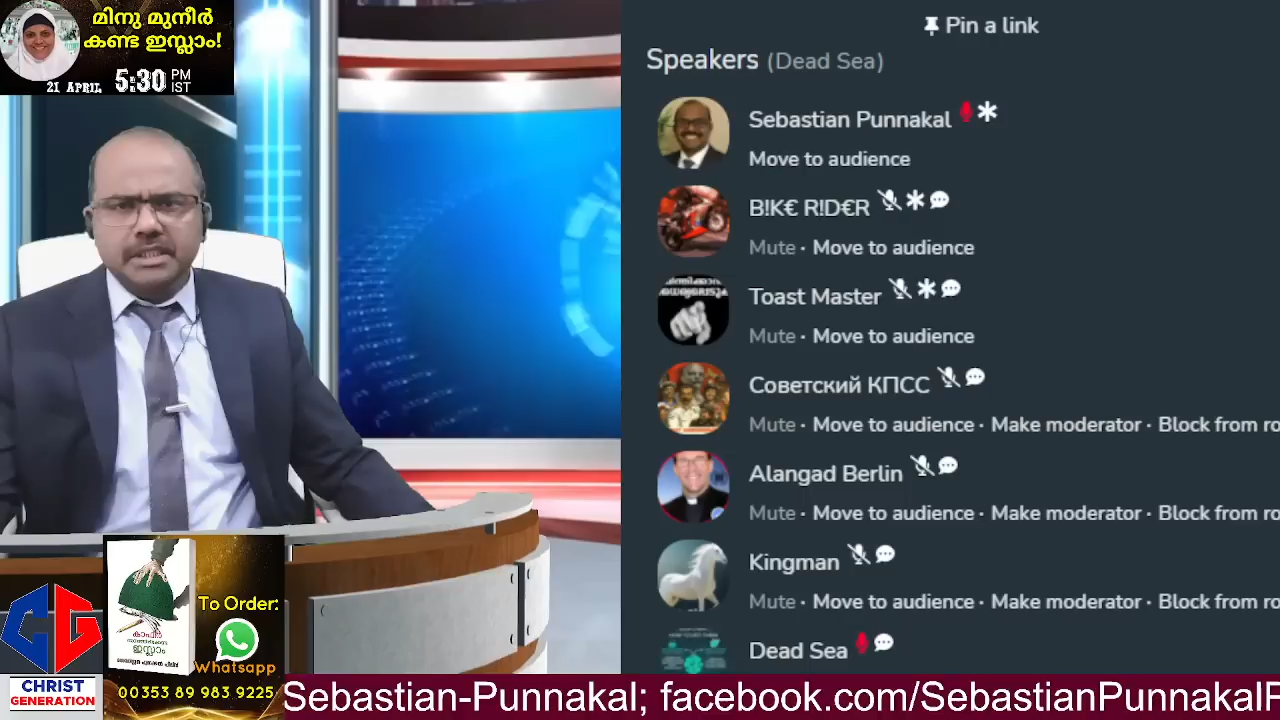 മിനു മുനീർ
കണ്ട ഇസ്ലാം!
21 APRIL 5:30 PM IST
Pin a link
Speakers (Dead Sea)
Sebastian Punnakal
Move to audience
B!K€ R!D€R
Mute · Move to audience
Toast Master
Mute · Move to audience
Советский КПСС
Mute · Move to audience · Make moderator · Block from ro
Alangad Berlin
Mute · Move to audience · Make moderator · Block from ro
Kingman
Mute · Move to audience · Make moderator · Block from ro
Dead Sea
To Order:
Whatsapp
00353 89 983 9225
കാഫിർ
ഇസ്ലാം
CHRIST
GENERATION
Sebastian-Punnakal; facebook.com/SebastianPunnakalF